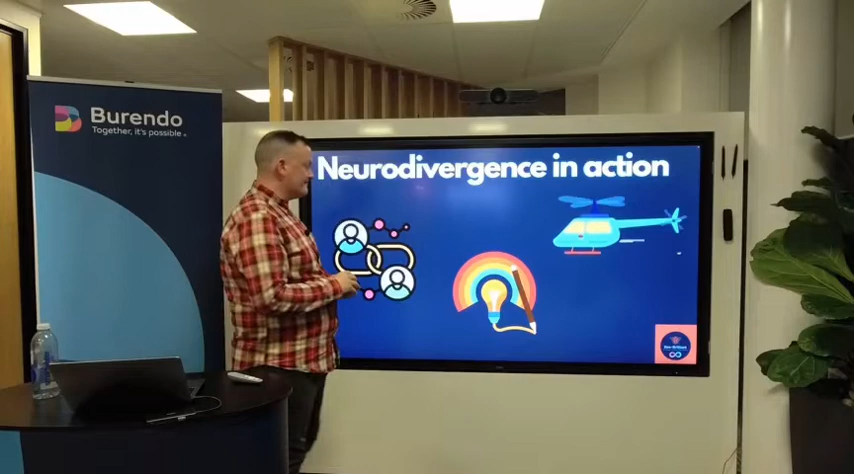 Burendo
Together, it's possible.
Neurodivergence in action